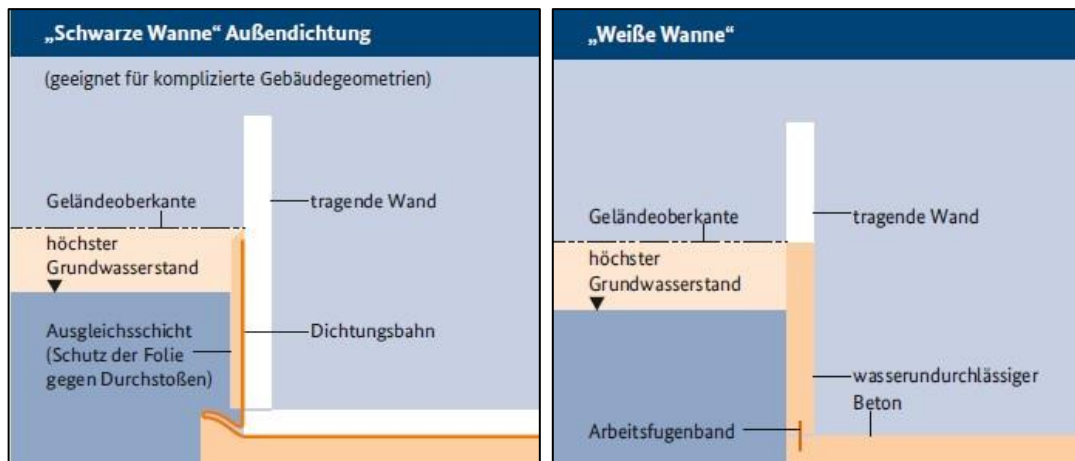 „Schwarze Wanne“ Außendichtung
(geeignet für komplizierte Gebäudegeometrien)
Geländeoberkante
tragende Wand
höchster
Grundwasserstand
Ausgleichsschicht
(Schutz der Folie
gegen Durchstoßen)
Dichtungsbahn
„Weiße Wanne“
Geländeoberkante
tragende Wand
höchster
Grundwasserstand
wasserundurchlässiger
Beton
Arbeitsfugenband